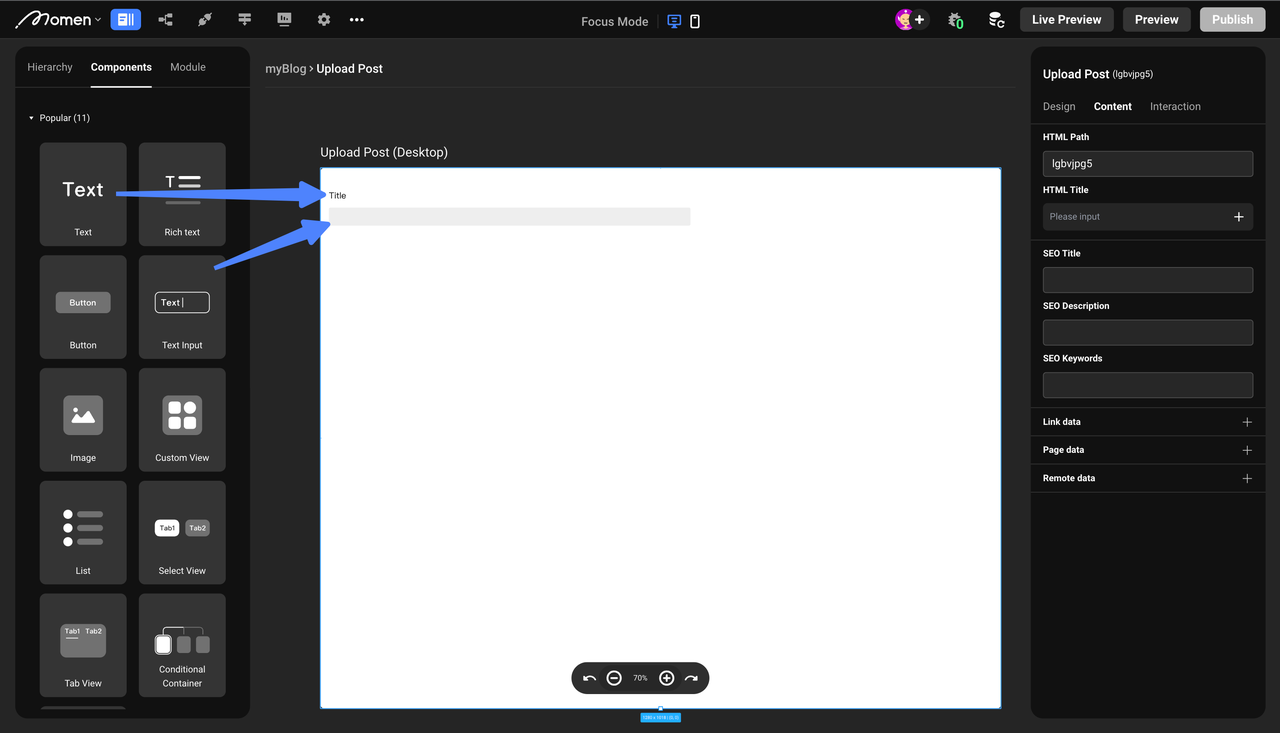 Momen
Focus Mode
0
Live Preview
Preview
Publish
Hierarchy
Components
Module
Popular (11)
Text
Text
T
Rich text
Button
Button
Text
Text Input
Image
Custom View
List
Tab1 Tab2
Select View
Tab1 Tab2
Tab View
Conditional
Container
myBlog > Upload Post
Upload Post (Desktop)
Title
70%
Upload Post (lgbvjpg5)
Design
Content
Interaction
HTML Path
lgbvjpg5
HTML Title
Please input
SEO Title
SEO Description
SEO Keywords
Link data
Page data
Remote data